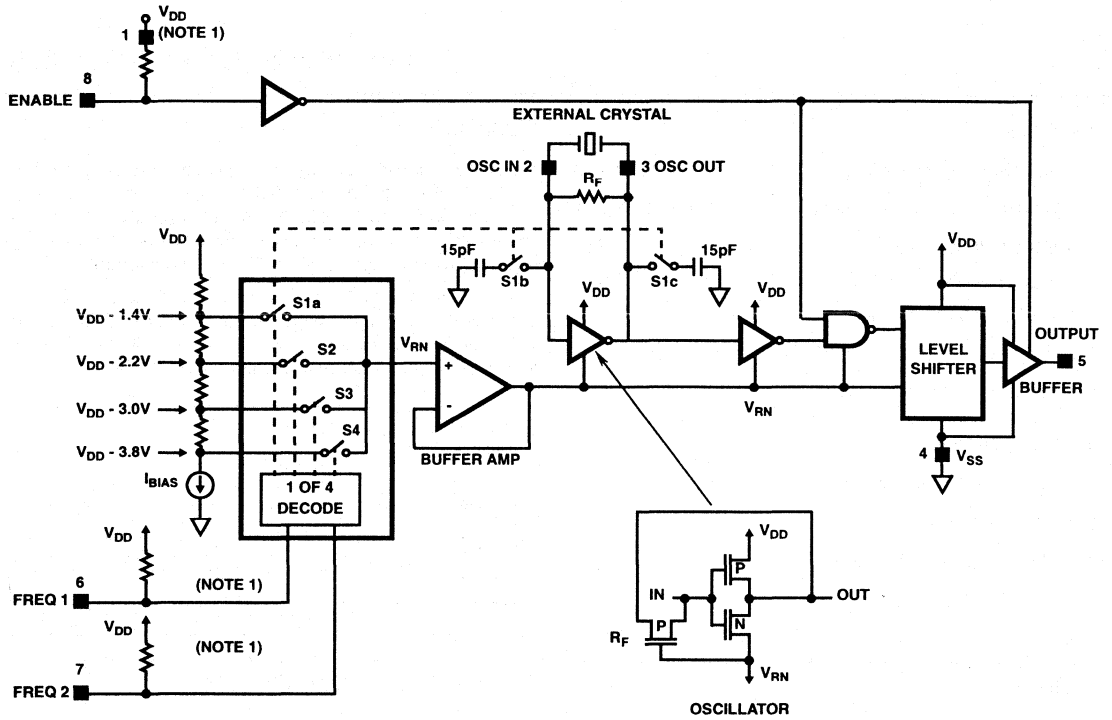 VDD
1
(NOTE 1)
8
ENABLE
EXTERNAL CRYSTAL
OSC IN 2
3 OSC OUT
RF
VDD
15pF
S1b
15pF
S1c
VDD
VDD
VDD
VDD - 1.4V
S1a
VDD - 2.2V
S2
VDD - 3.0V
S3
VDD - 3.8V
S4
IBIAS
1 OF 4
DECODE
VRN
+
-
BUFFER AMP
VRN
LEVEL
SHIFTER
OUTPUT
5
BUFFER
4
VSS
VDD
6
(NOTE 1)
FREQ 1
VDD
(NOTE 1)
7
FREQ 2
VDD
P
IN
OUT
P
N
RF
VRN
OSCILLATOR